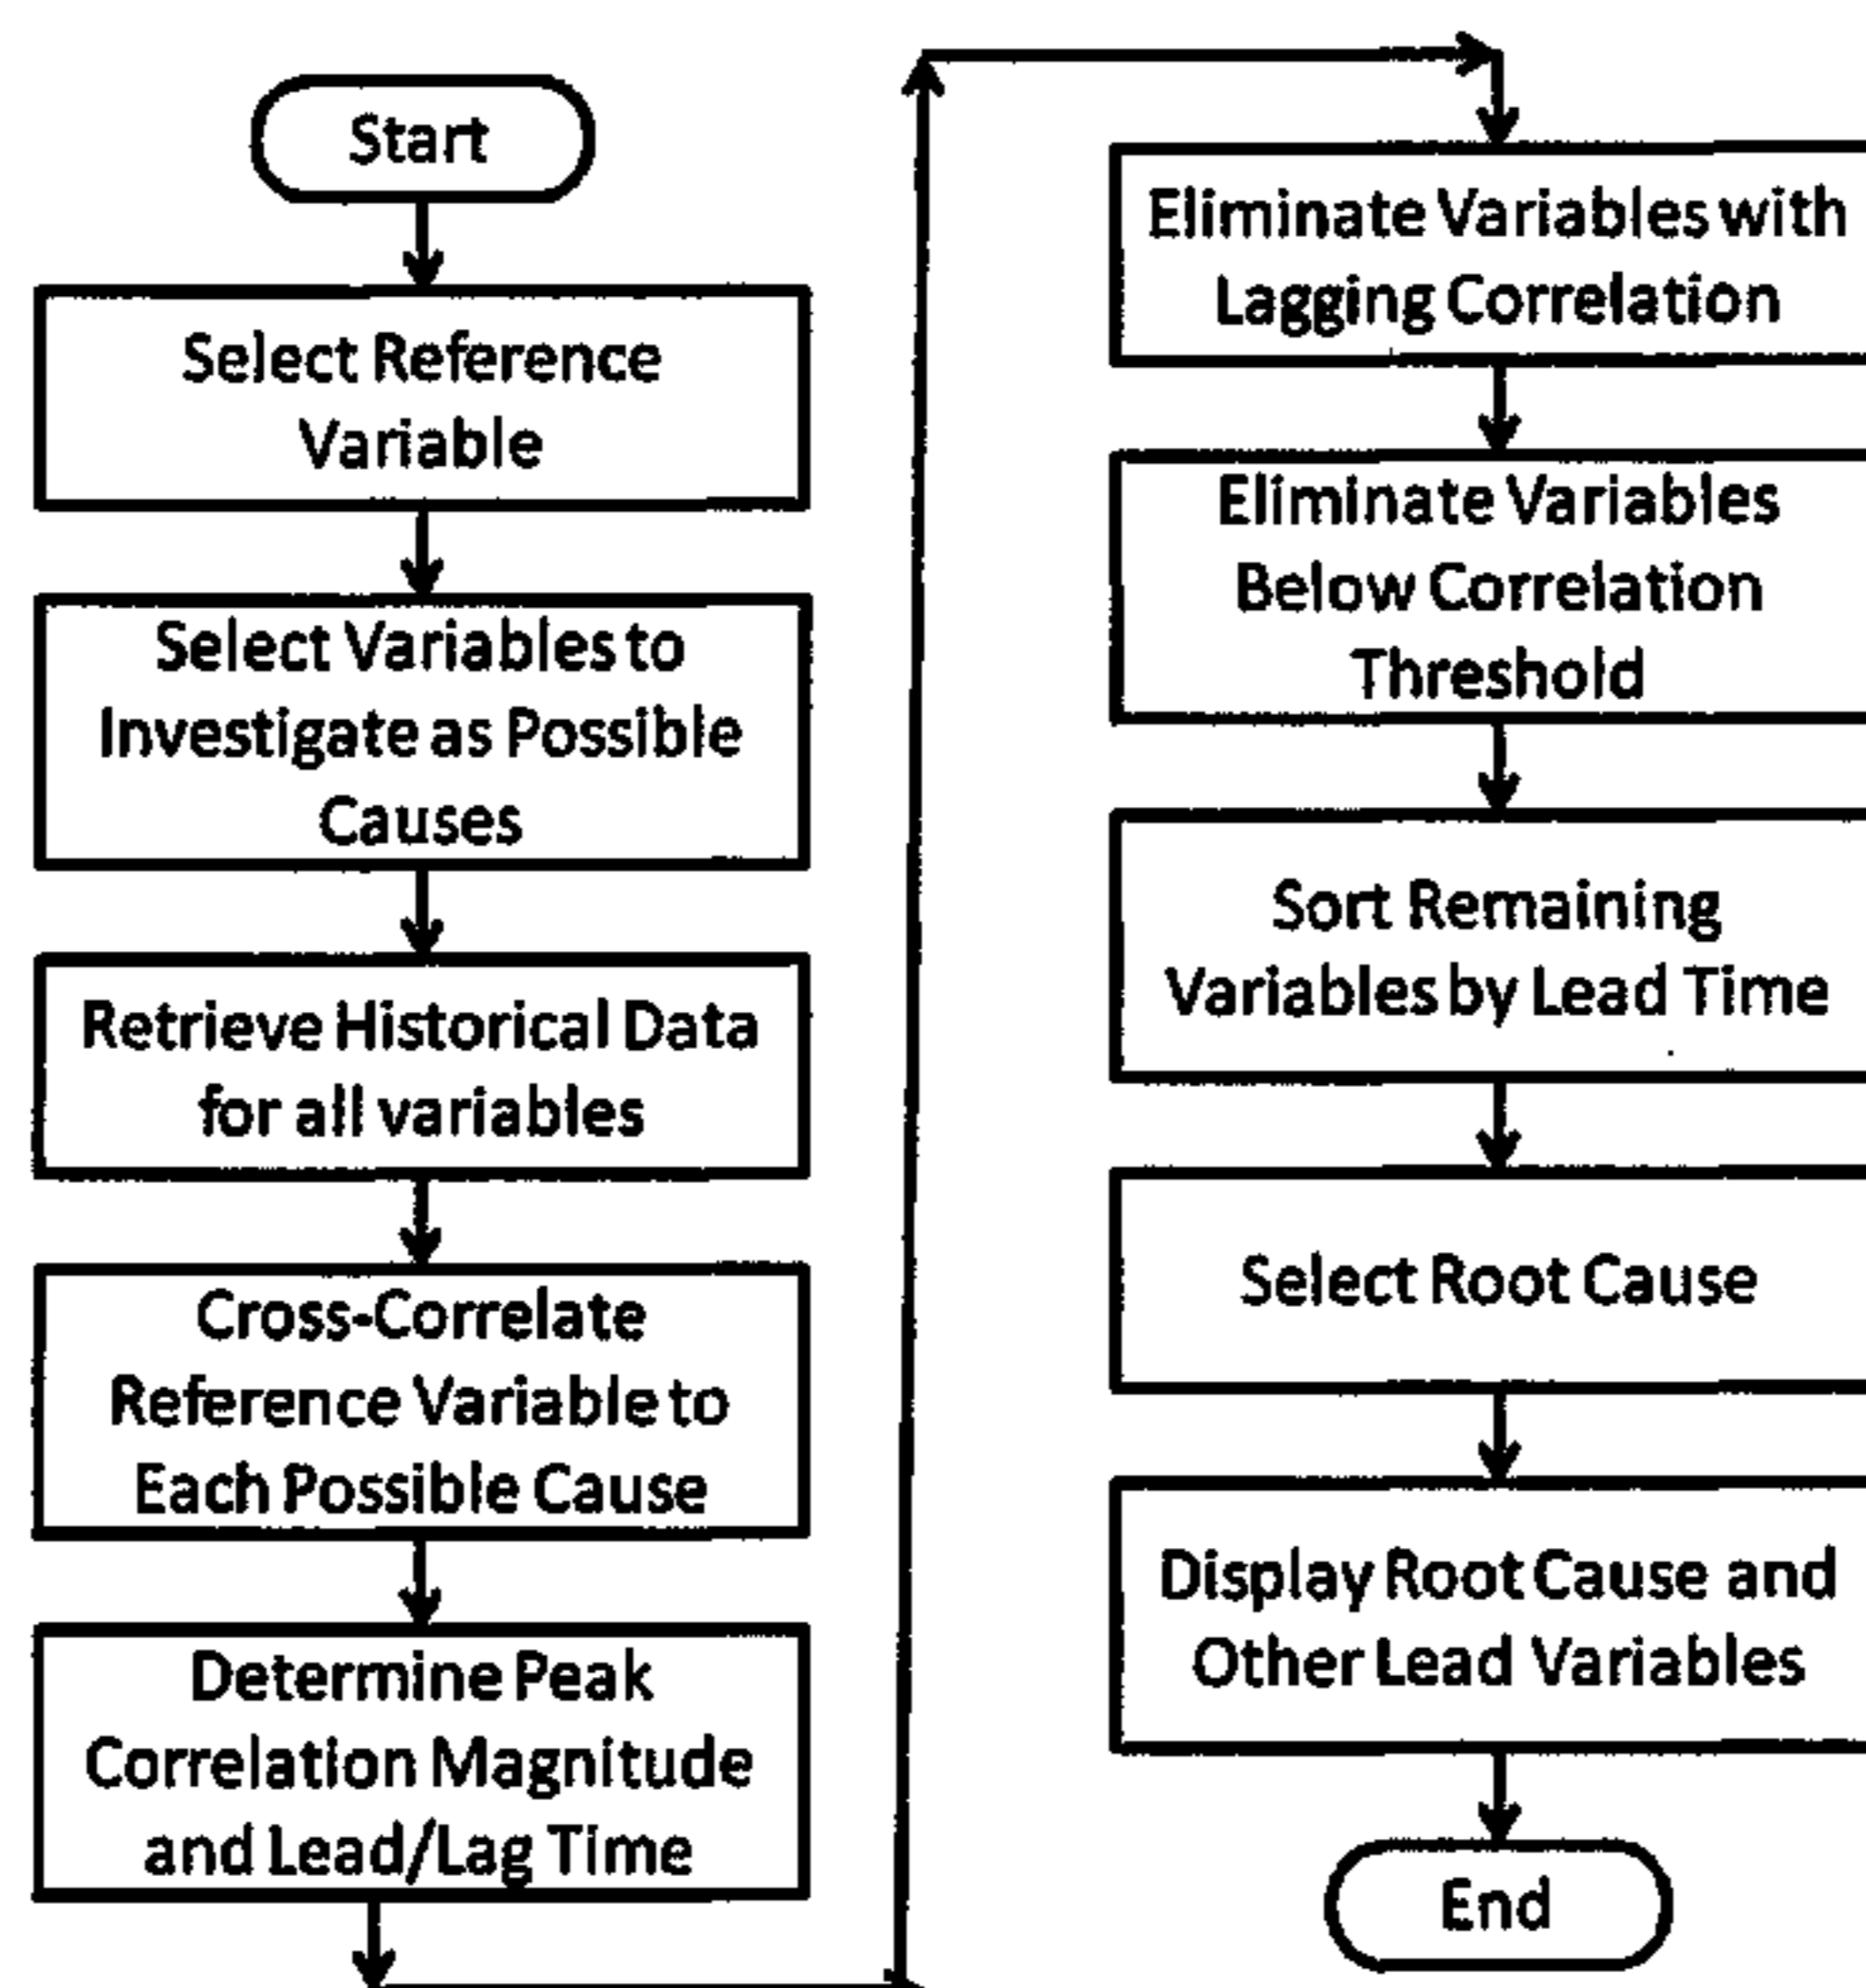 Start
Select Reference
Variable
Select Variables to
Investigate as Possible
Causes
Retrieve Historical Data
for all variables
Cross-Correlate
Reference Variable to
Each Possible Cause
Determine Peak
Correlation Magnitude
and Lead/Lag Time
Eliminate Variables with
Lagging Correlation
Eliminate Variables
Below Correlation
Threshold
Sort Remaining
Variables by Lead Time
Select Root Cause
Display Root Cause and
Other Lead Variables
End